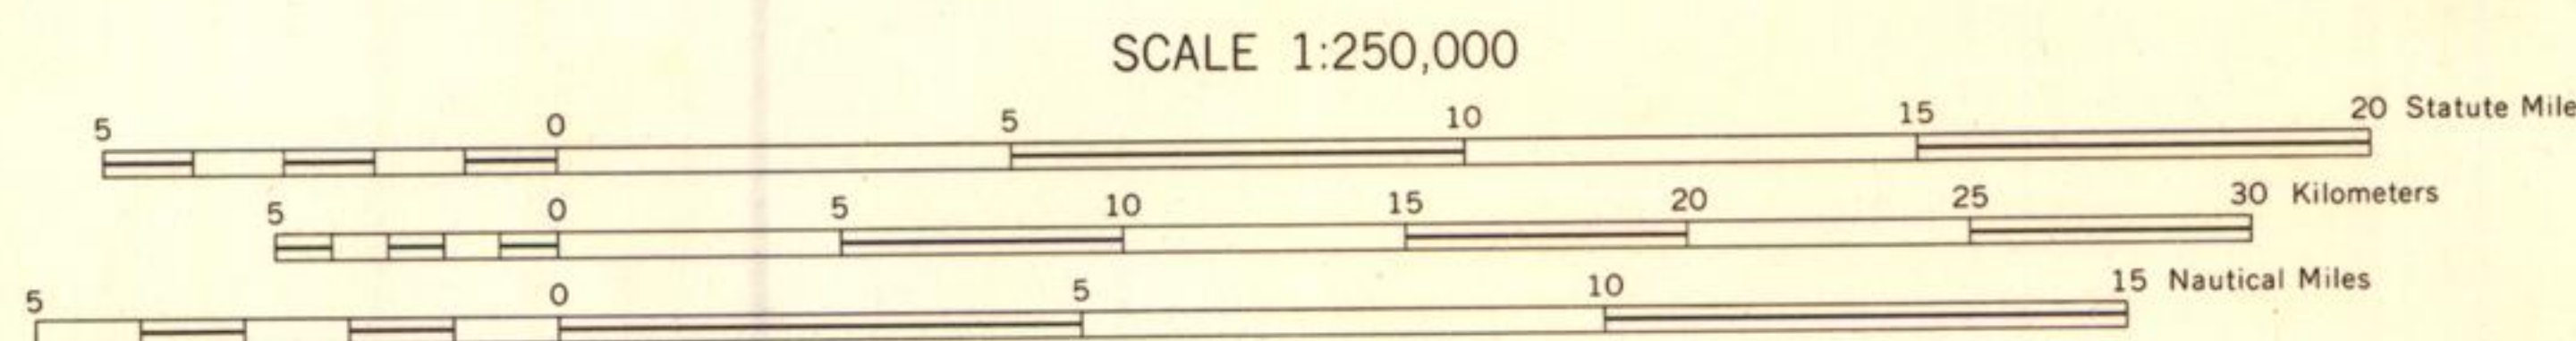 SCALE 1:250,000
5 0 5 10 15 20 Statute Mile
5 0 5 10 15 20 25 30 Kilometers
5 0 5 10 15 Nautical Miles